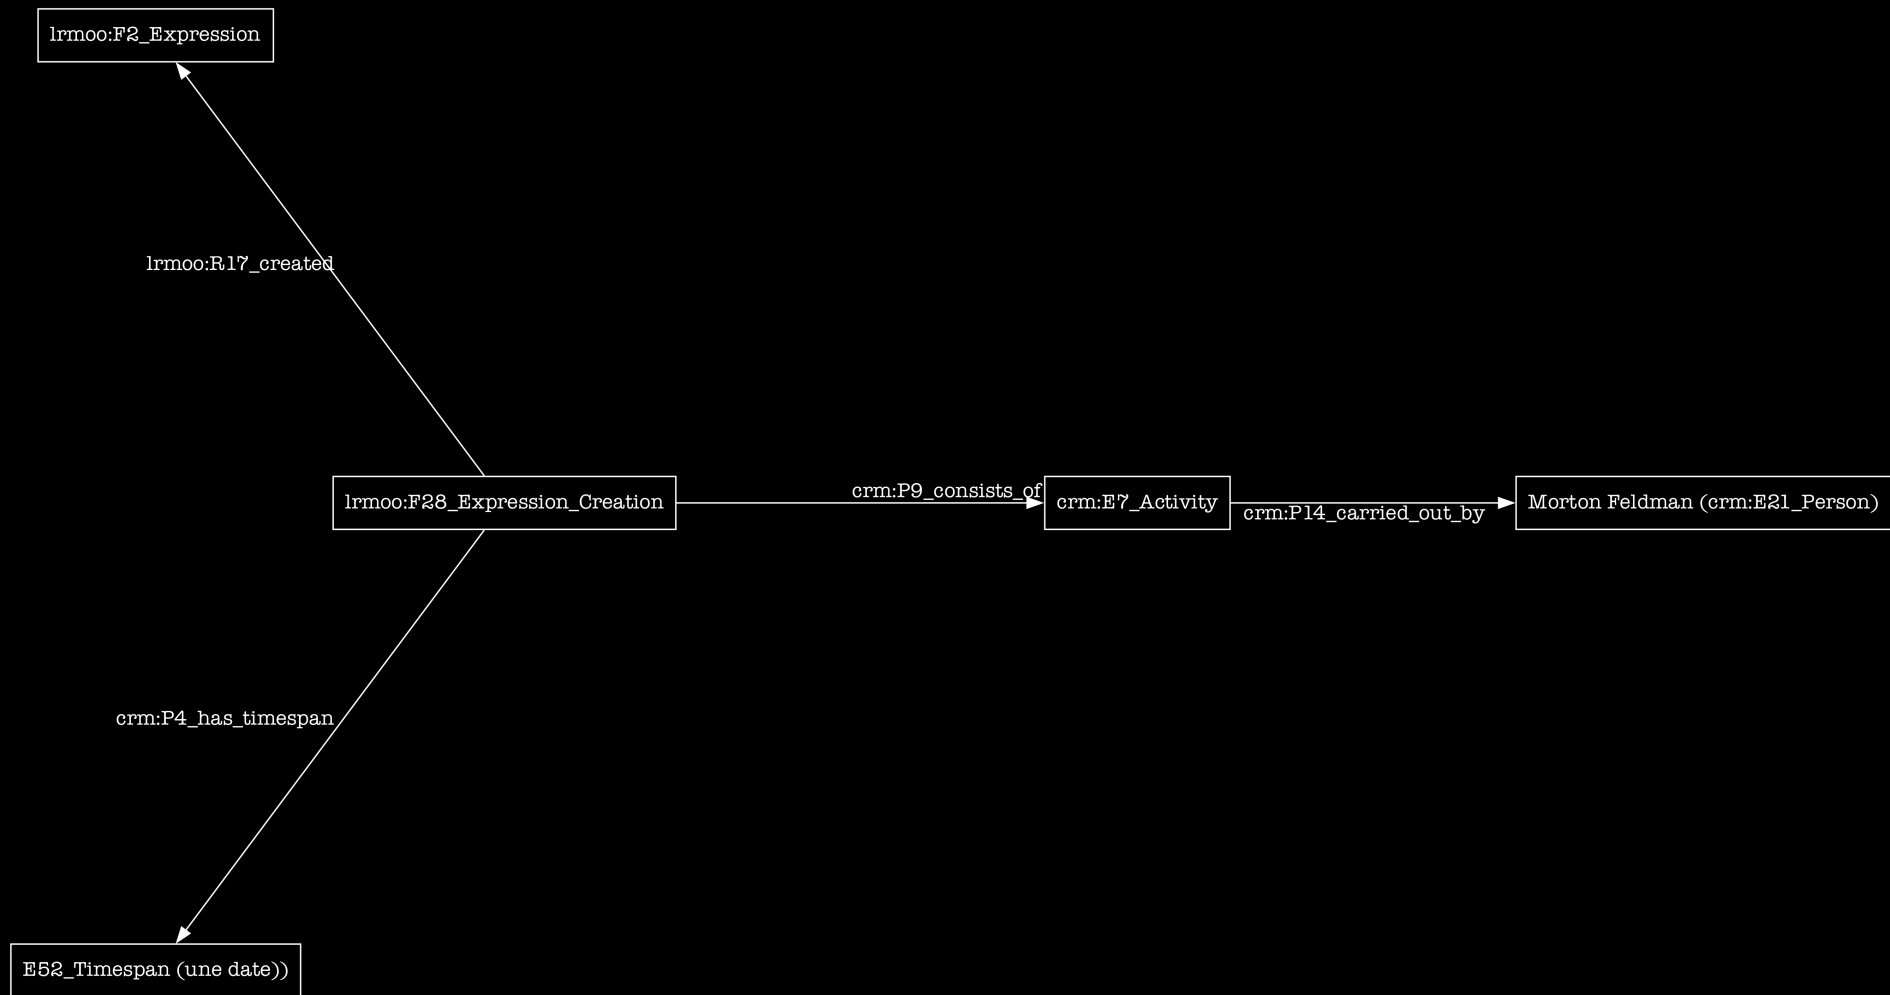 lrmoo:F2_Expression
lrmoo:R17_created
lrmoo:F28_Expression_Creation
crm:P9_consists_of
crm:E7_Activity
crm:P14_carried_out_by
Morton Feldman (crm:E21_Person)
crm:P4_has_timespan
E52_Timespan (une date))